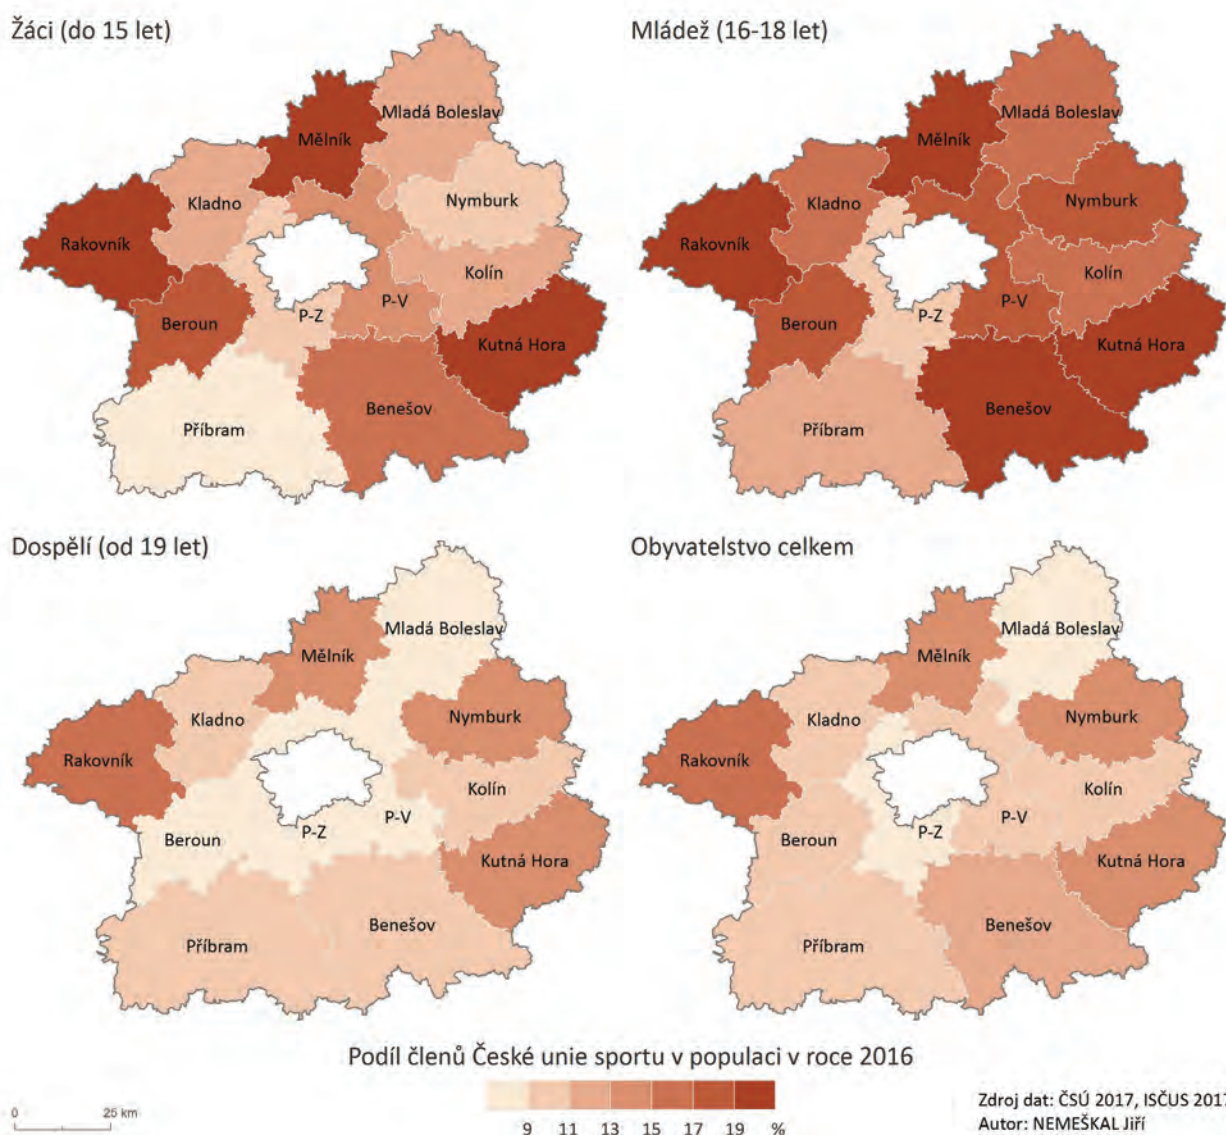 Žáci (do 15 let)
Mladá Boleslav
Mělník
Kladno
Nymburk
Rakovník
Kolín
P-V
P-Z
Beroun
Kutná Hora
Benešov
Příbram
Mládež (16-18 let)
Mladá Boleslav
Mělník
Kladno
Nymburk
Rakovník
Kolín
P-V
P-Z
Beroun
Kutná Hora
Benešov
Příbram
Dospělí (od 19 let)
Mladá Boleslav
Mělník
Kladno
Nymburk
Rakovník
Kolín
P-V
P-Z
Beroun
Kutná Hora
Benešov
Příbram
Obyvatelstvo celkem
Mladá Boleslav
Mělník
Kladno
Nymburk
Rakovník
Kolín
P-V
P-Z
Beroun
Kutná Hora
Benešov
Příbram
Podíl členů České unie sportu v populaci v roce 2016
9 11 13 15 17 19 %
0 25 km
Zdroj dat: ČSÚ 2017, ISČUS 2017
Autor: NEMEŠKAL Jiří